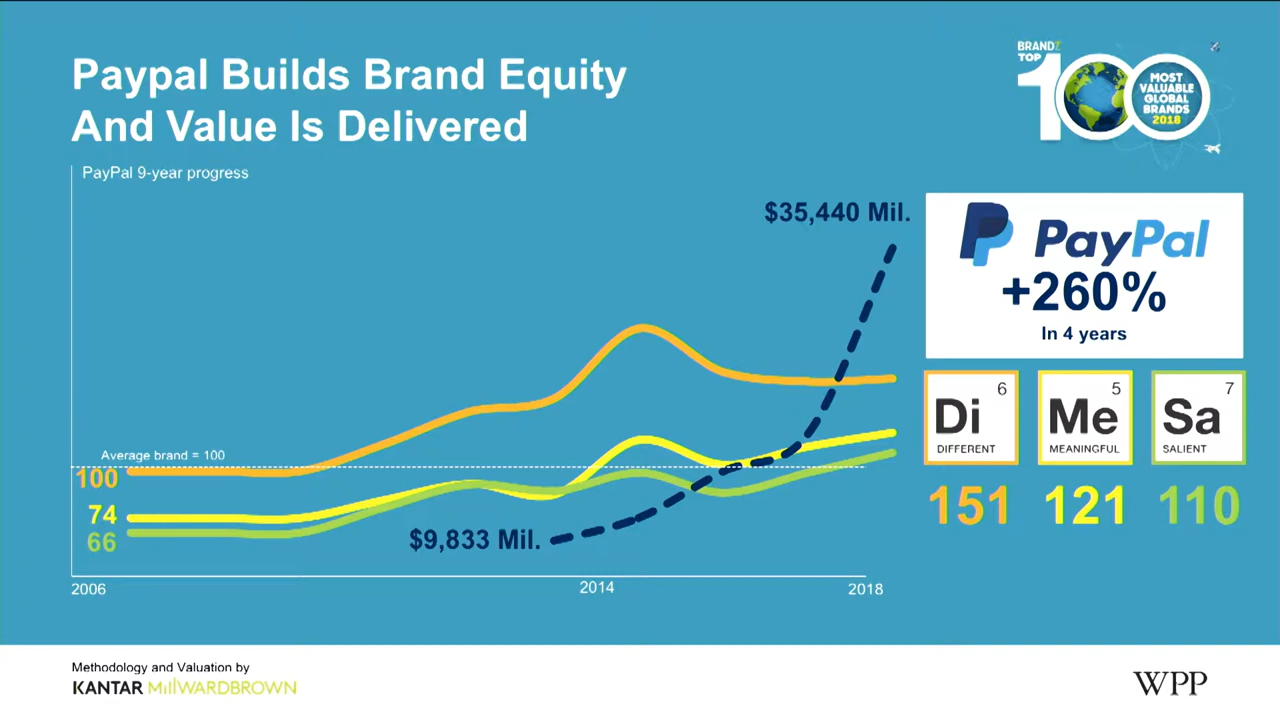 Paypal Builds Brand Equity
And Value Is Delivered
BRANDZ
TOP
100
MOST
VALUABLE
GLOBAL
BRANDS
2018
PayPal 9-year progress
$35,440 Mil.
PayPal
+260%
In 4 years
Average brand = 100
100
74
66
$9,833 Mil.
2006
2014
2018
Di 6
DIFFERENT
151
Me 5
MEANINGFUL
121
Sa 7
SALIENT
110
Methodology and Valuation by
KANTAR MillWARDBROWN
WPP